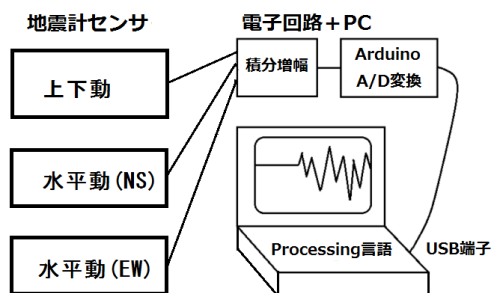 地震計センサ
電子回路＋PC
上下動
水平動(NS)
水平動(EW)
積分増幅
Arduino
A/D変換
Processing言語
USB端子